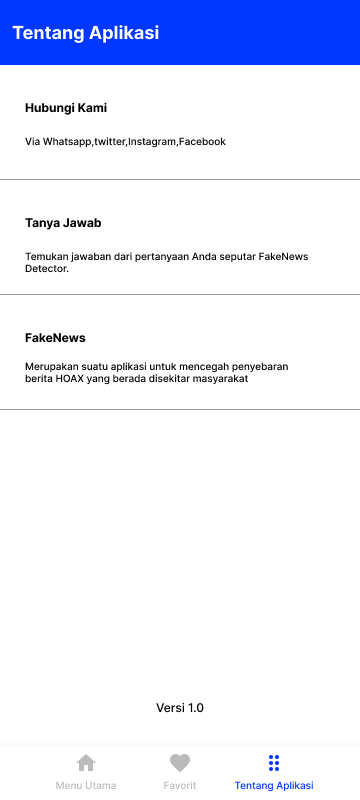 Tentang Aplikasi
Hubungi Kami
Via Whatsapp,twitter,Instagram,Facebook
Tanya Jawab
Temukan jawaban dari pertanyaan Anda seputar FakeNews
Detector.
FakeNews
Merupakan suatu aplikasi untuk mencegah penyebaran
berita HOAX yang berada disekitar masyarakat
Versi 1.0
Menu Utama
Favorit
Tentang Aplikasi